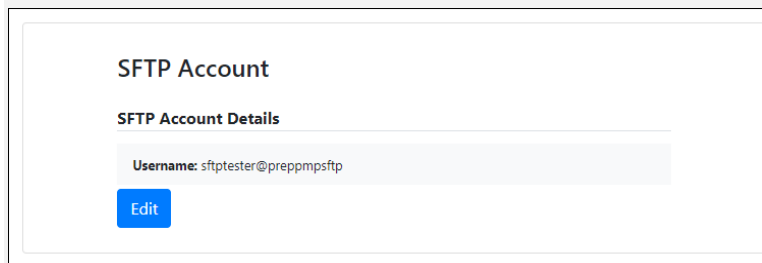 SFTP Account
SFTP Account Details
Username: sftptester@preppmpsftp
Edit